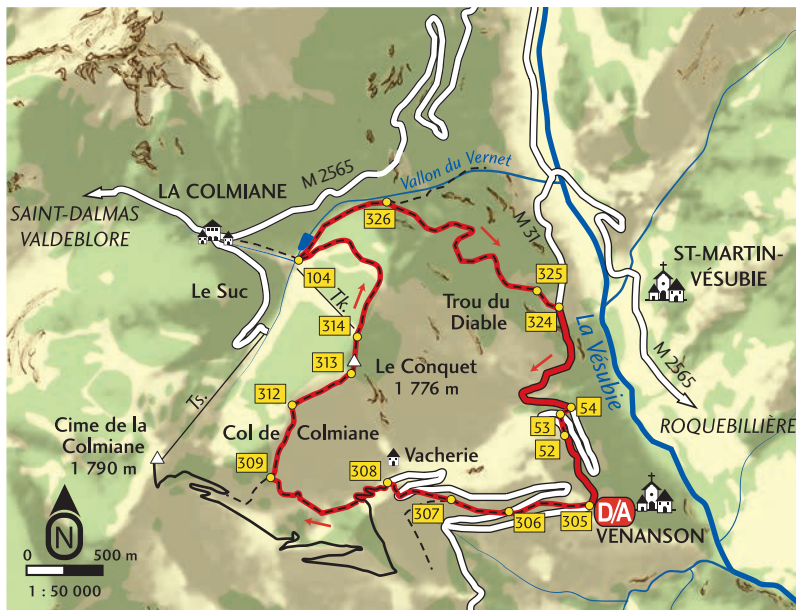 M 2565
Vallon du Vernet
LA COLMIANE
SAINT-DALMAS
VALDEBLORE
326
M 31
ST-MARTIN-
VÉSUBIE
104
325
Le Suc
Tk.
Trou du
Diable
324
314
La Vésubie
313
Le Conquet
1 776 m
M 2565
Ts.
312
54
ROQUEBILLIÈRE
Cime de la
Colmiane
1 790 m
Col de Colmiane
53
52
Vacherie
309
308
307
306
305
D/A
VENANSON
N
0 500 m
1 : 50 000